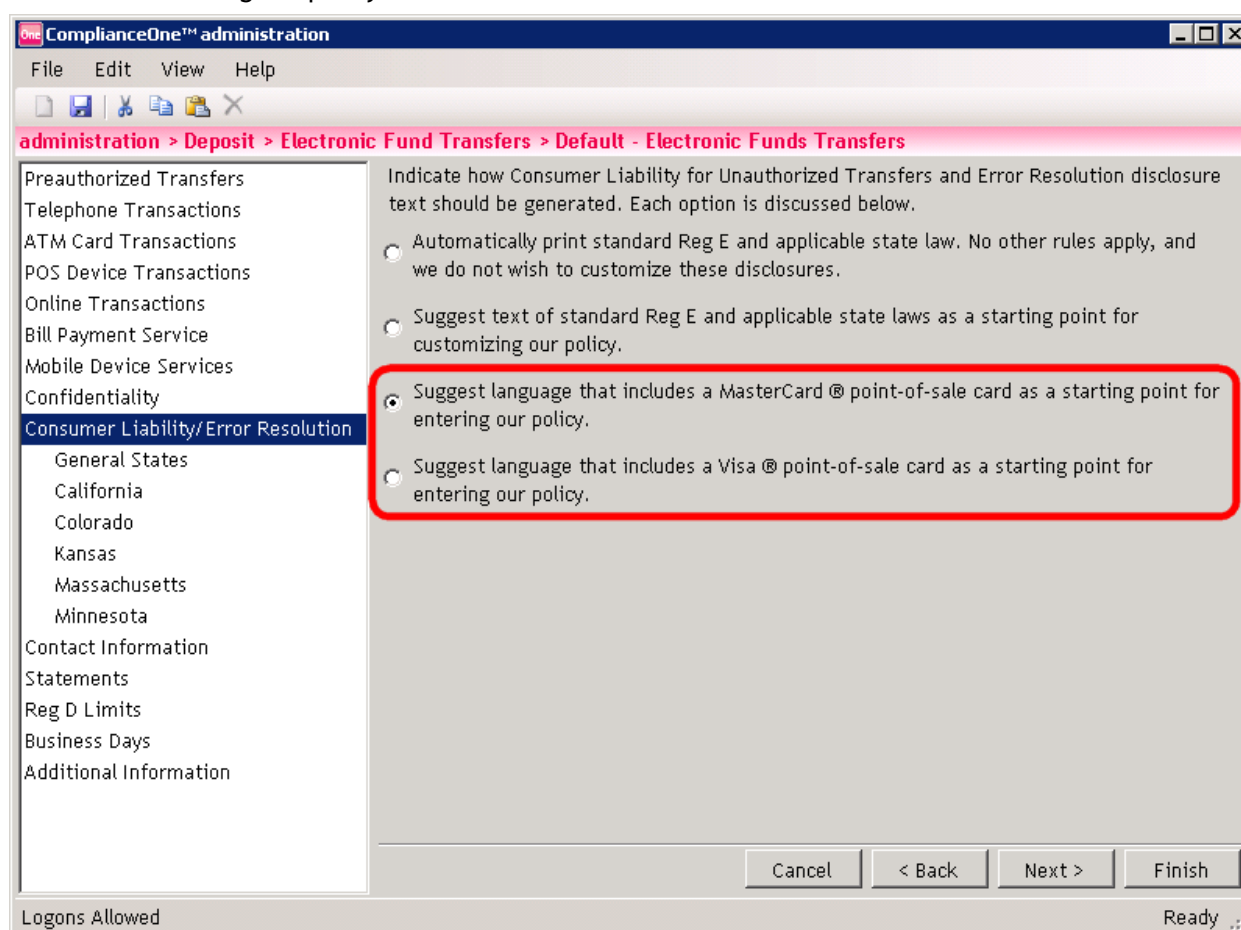 One ComplianceOne™ administration
File Edit View Help
administration > Deposit > Electronic Fund Transfers > Default - Electronic Funds Transfers
Preauthorized Transfers
Telephone Transactions
ATM Card Transactions
POS Device Transactions
Online Transactions
Bill Payment Service
Mobile Device Services
Confidentiality
Consumer Liability/Error Resolution
General States
California
Colorado
Kansas
Massachusetts
Minnesota
Contact Information
Statements
Reg D Limits
Business Days
Additional Information
Indicate how Consumer Liability for Unauthorized Transfers and Error Resolution disclosure
text should be generated. Each option is discussed below.
Automatically print standard Reg E and applicable state law. No other rules apply, and
we do not wish to customize these disclosures.
Suggest text of standard Reg E and applicable state laws as a starting point for
customizing our policy.
Suggest language that includes a MasterCard ® point-of-sale card as a starting point for
entering our policy.
Suggest language that includes a Visa ® point-of-sale card as a starting point for
entering our policy.
Cancel < Back Next > Finish
Logons Allowed Ready